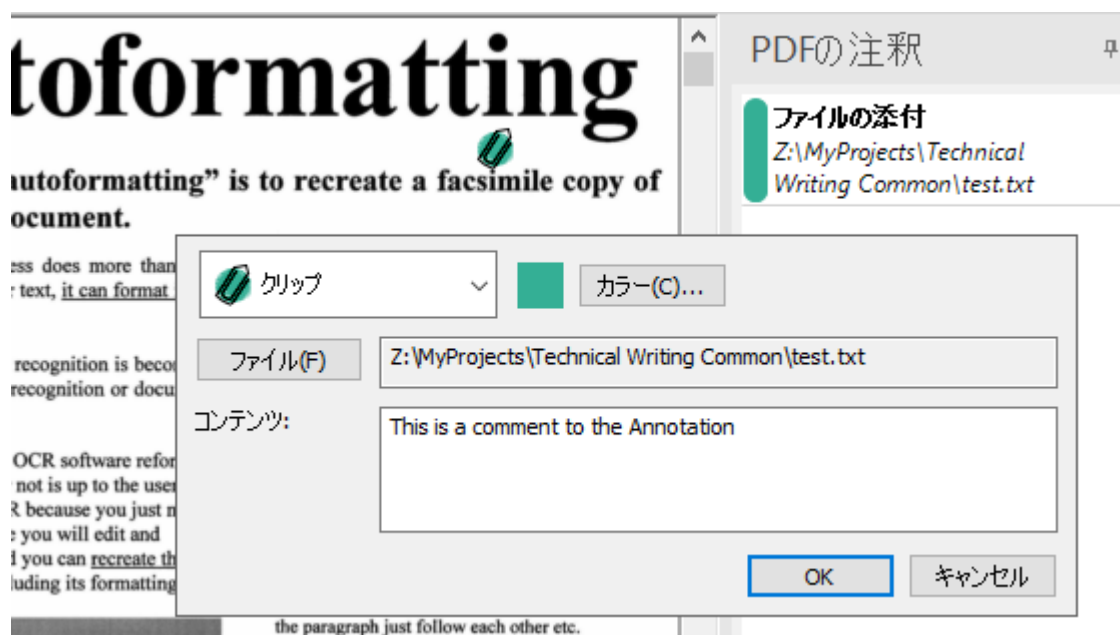 toformatting
autoformatting” is to recreate a facsimile copy of
ocument.
ess does more than
text, it can format
recognition is beco
recognition or docu
OCR software refor
not is up to the user
R because you just n
you will edit and
d you can recreate th
luding its formatting
the paragraph just follow each other etc.
PDFの注釈
ファイルの添付
Z:\MyProjects\Technical
Writing Common\test.txt
クリップ
カラー(C)...
ファイル(F)
Z:\MyProjects\Technical Writing Common\test.txt
コンテンツ:
This is a comment to the Annotation
OK
キャンセル